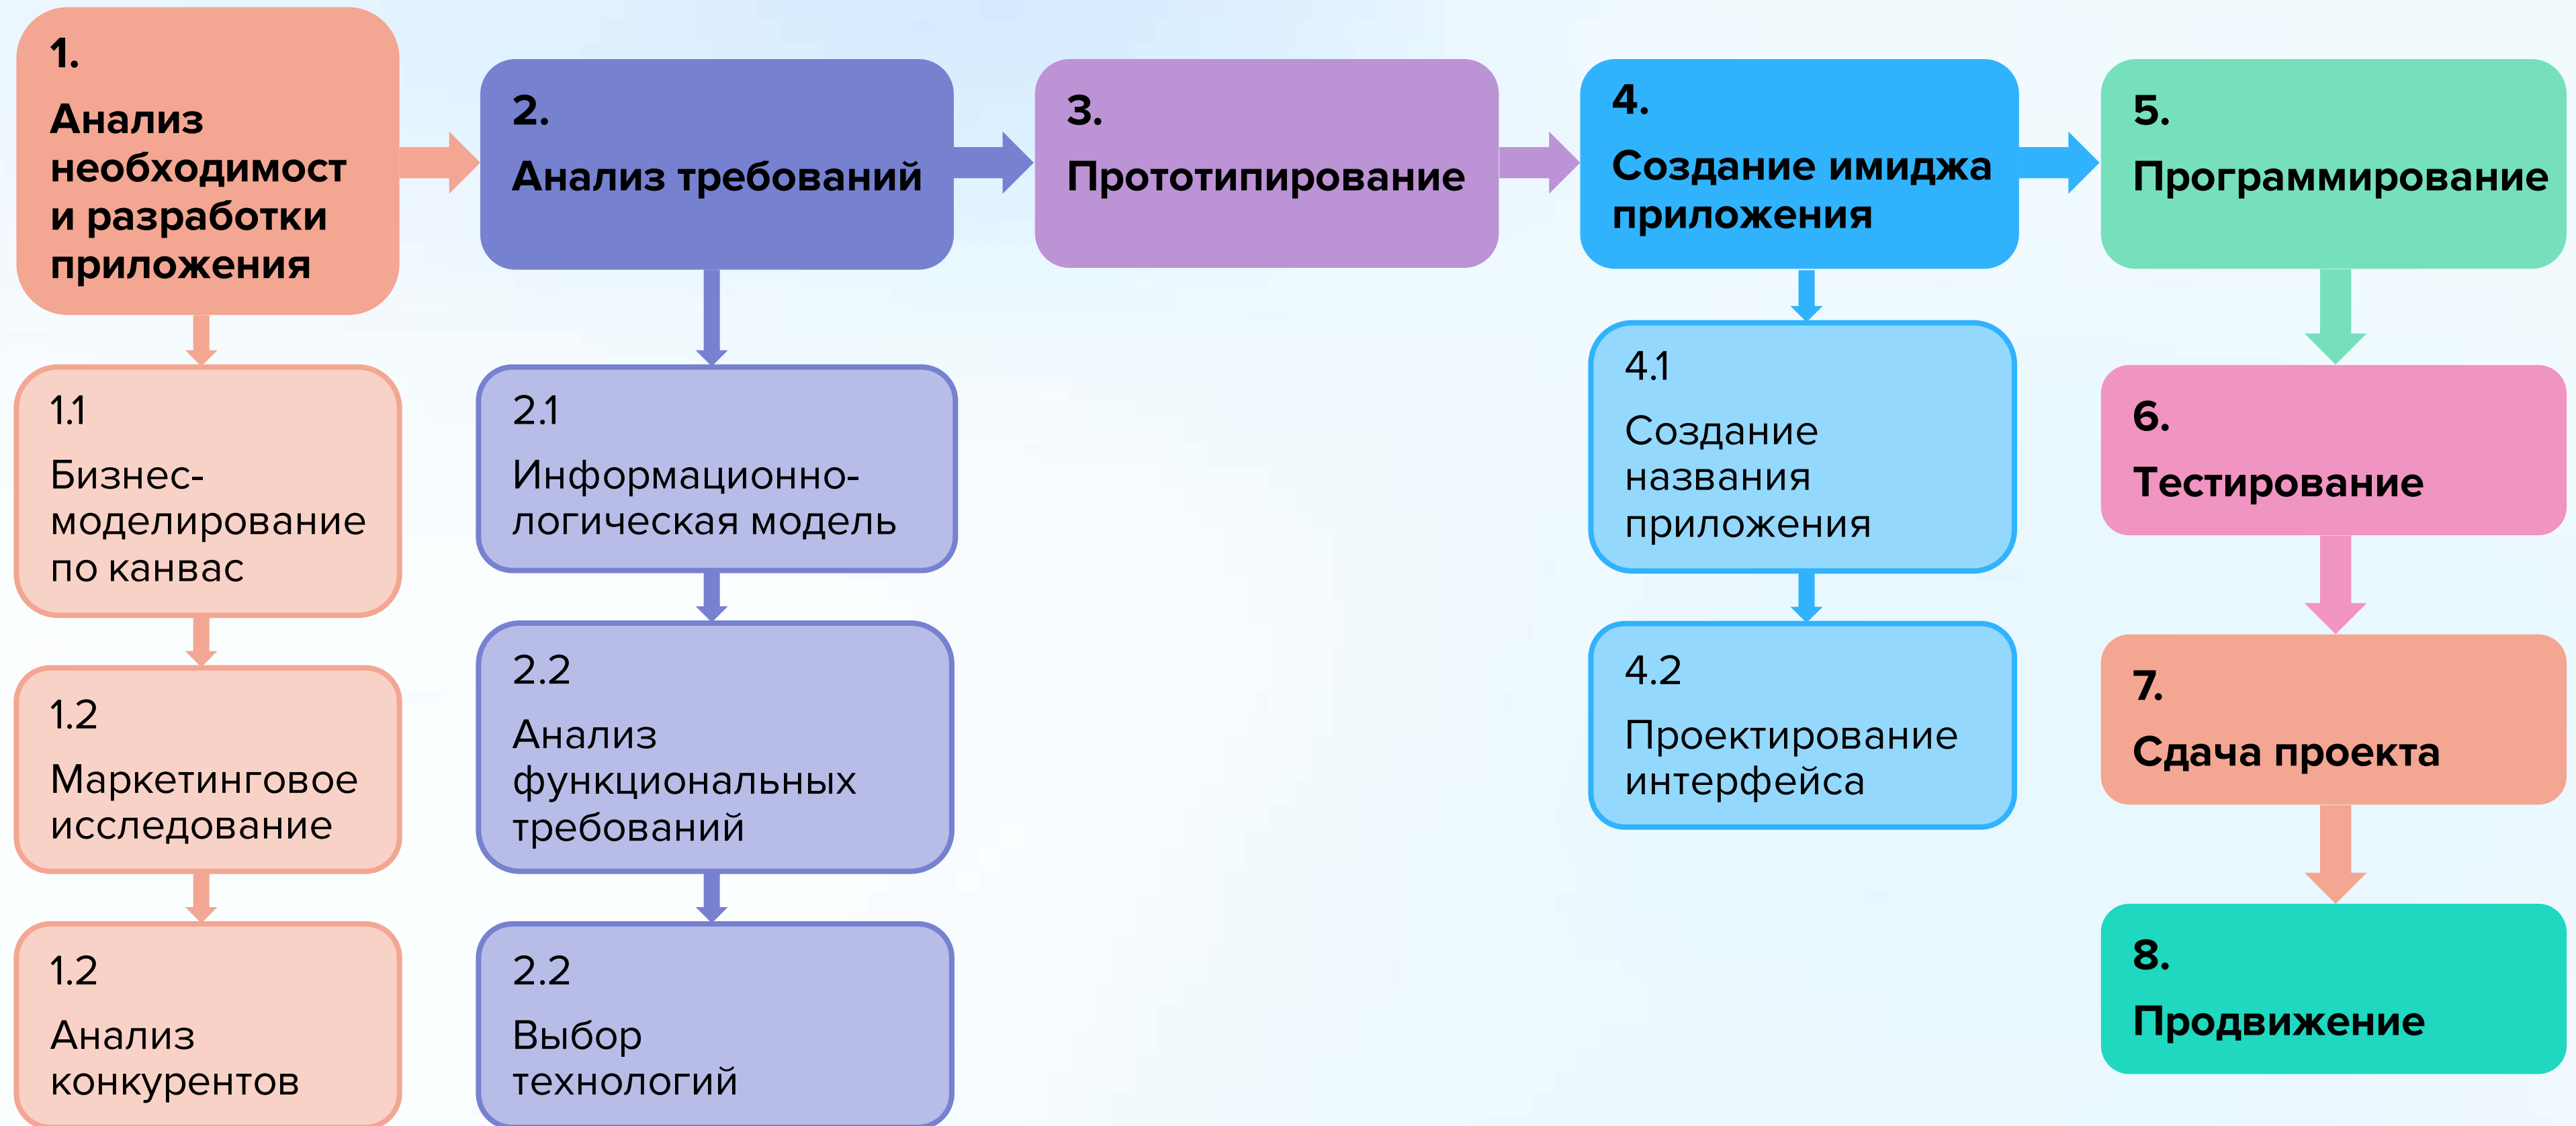 1.
Анализ
необходимост
и разработки
приложения
1.1
Бизнес-
моделирование
по канвас
1.2
Маркетинговое
исследование
1.2
Анализ
конкурентов
2.
Анализ требований
2.1
Информационно-
логическая модель
2.2
Анализ
функциональных
требований
2.2
Выбор
технологий
3.
Прототипирование
4.
Создание имиджа
приложения
4.1
Создание
названия
приложения
4.2
Проектирование
интерфейса
5.
Программирование
6.
Тестирование
7.
Сдача проекта
8.
Продвижение